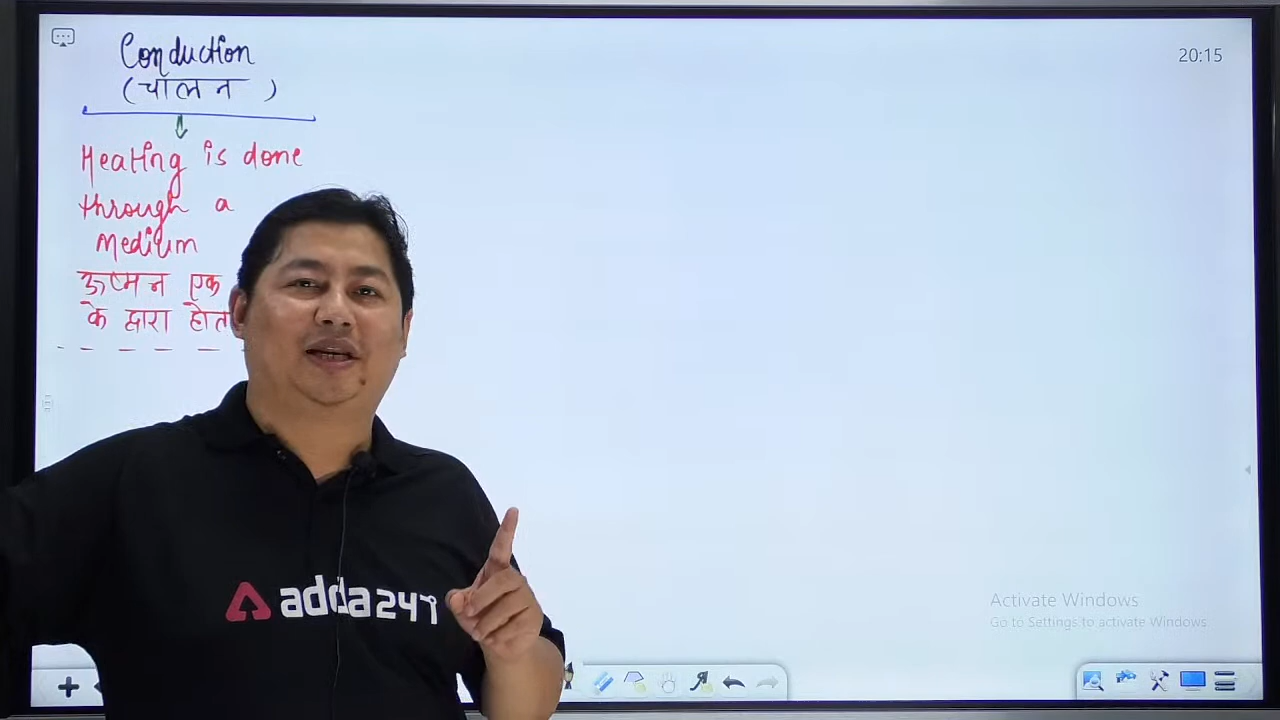 Conduction
(चालन)
20:15
Heating is done
through a
medium
ऊष्मन एक
के द्वारा
adda247
Activate Windows
Go to Settings to activate Windows.